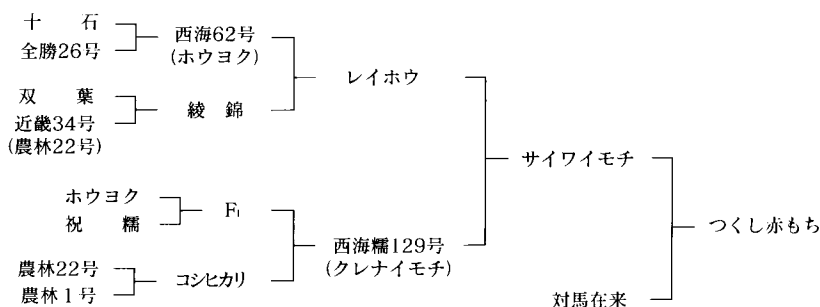 十石
全勝26号
西海62号
(ホウヨク)
双葉
近畿34号
(農林22号)
綾錦
レイホウ
ホウヨク
祝糯
F₁
農林22号
農林1号
コシヒカリ
西海糯129号
(クレナイモチ)
サイワイモチ
対馬在来
つくし赤もち